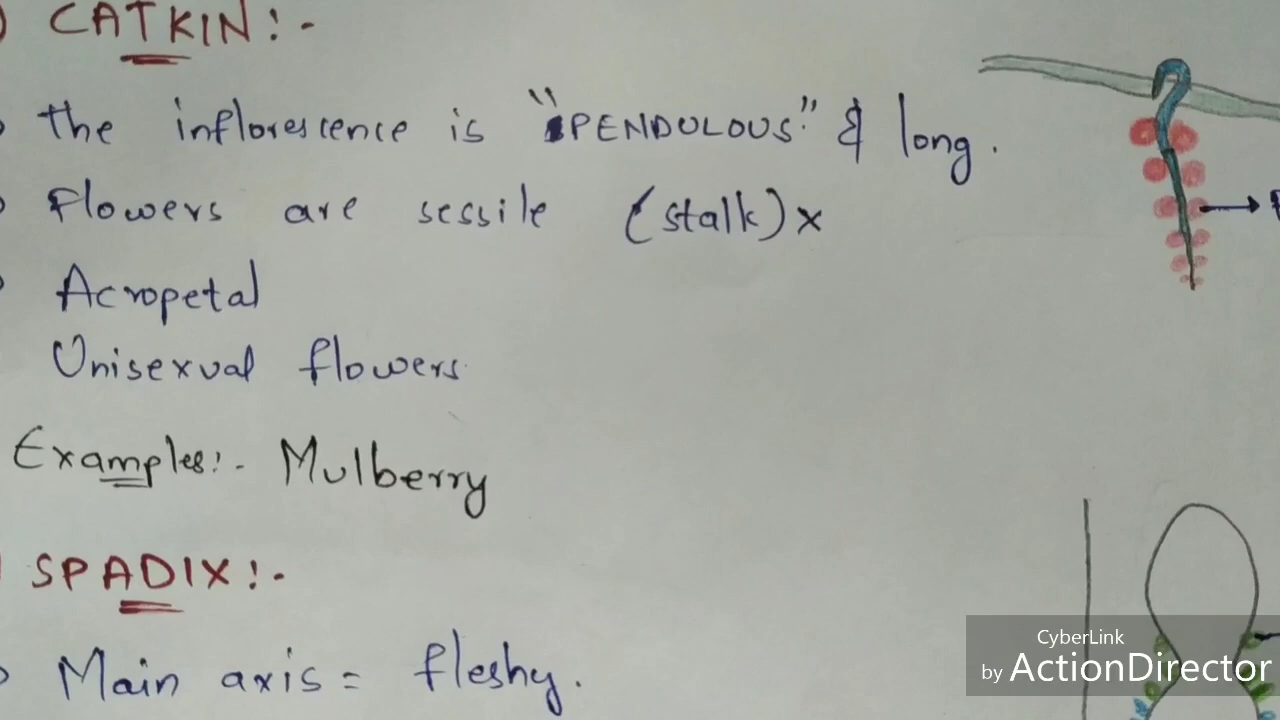 CATKIN:-
The inflorescence is "PENDULOUS" & long.
Flowers are sessile (stalk)x
Acropetal
Unisexual flowers
Examples:- Mulberry
SPADIX:-
Main axis = fleshy.
CyberLink
by ActionDirector